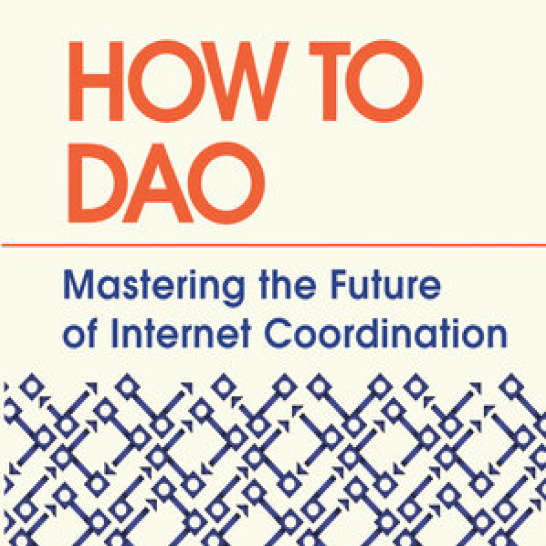 HOW TO
DAO
Mastering the Future
of Internet Coordination